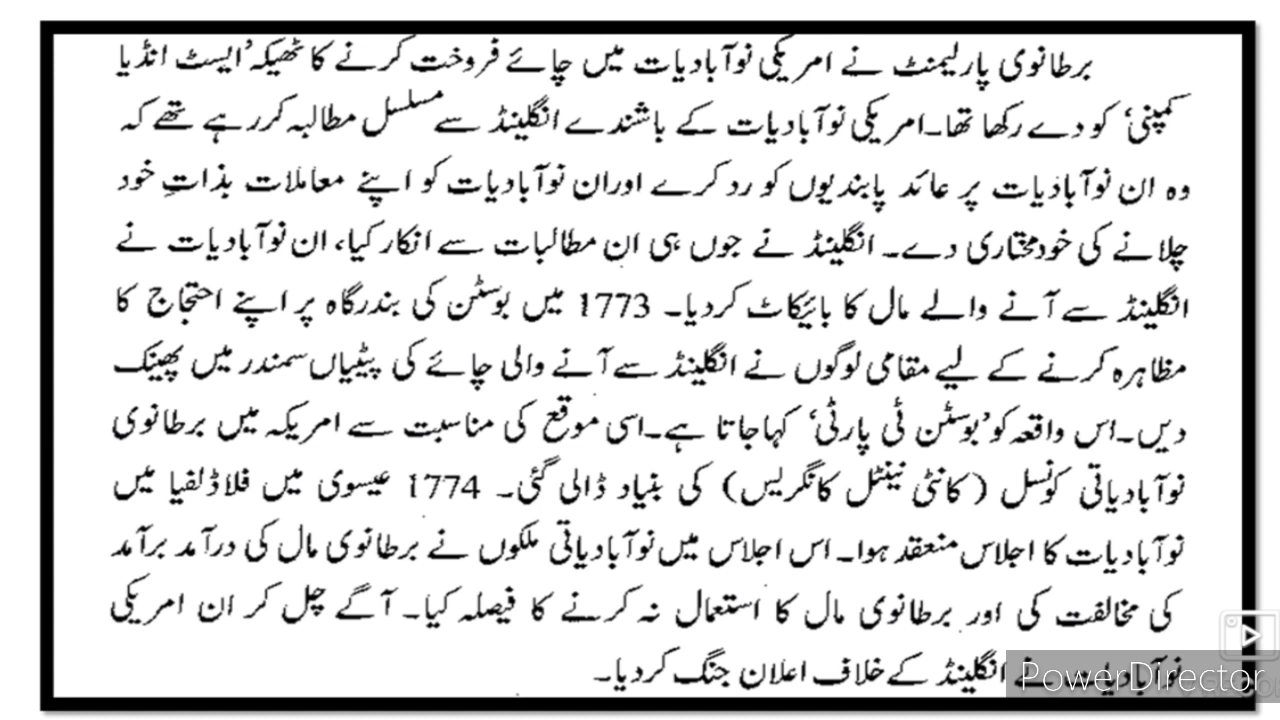 برطانوی پارلیمنٹ نے امریکی نوآبادیات میں چائے فروخت کرنے کا ٹھیکہ ’ایسٹ انڈیا
کمپنی‘ کو دے رکھا تھا۔ امریکی نوآبادیات کے باشندے انگلینڈ سے مسلسل مطالبہ کررہے تھے کہ
وہ ان نوآبادیات پر عائد پابندیوں کو رد کرے اور ان نوآبادیات کو اپنے معاملات بذاتِ خود
چلانے کی خودمختاری دے۔ انگلینڈ نے جوں ہی ان مطالبات سے انکار کیا، ان نوآبادیات نے
انگلینڈ سے آنے والے مال کا بائیکاٹ کردیا۔ 1773 میں بوسٹن کی بندرگاہ پر اپنے احتجاج کا
مظاہرہ کرنے کے لیے مقامی لوگوں نے انگلینڈ سے آنے والی چائے کی پیٹیاں سمندر میں پھینک
دیں۔ اس واقعہ کو ’بوسٹن ٹی پارٹی‘ کہا جاتا ہے۔ اسی موقع کی مناسبت سے امریکہ میں برطانوی
نوآبادیاتی کونسل (کانٹی نینٹل کانگریس) کی بنیاد ڈالی گئی۔ 1774 عیسوی میں فلاڈلفیا میں
نوآبادیات کا اجلاس منعقد ہوا۔ اس اجلاس میں نوآبادیاتی ملکوں نے برطانوی مال کی درآمد برآمد
کی مخالفت کی اور برطانوی مال کا استعمال نہ کرنے کا فیصلہ کیا۔ آگے چل کر ان امریکی
نوآبادیات نے انگلینڈ کے خلاف اعلان جنگ کردیا۔
PowerDirector